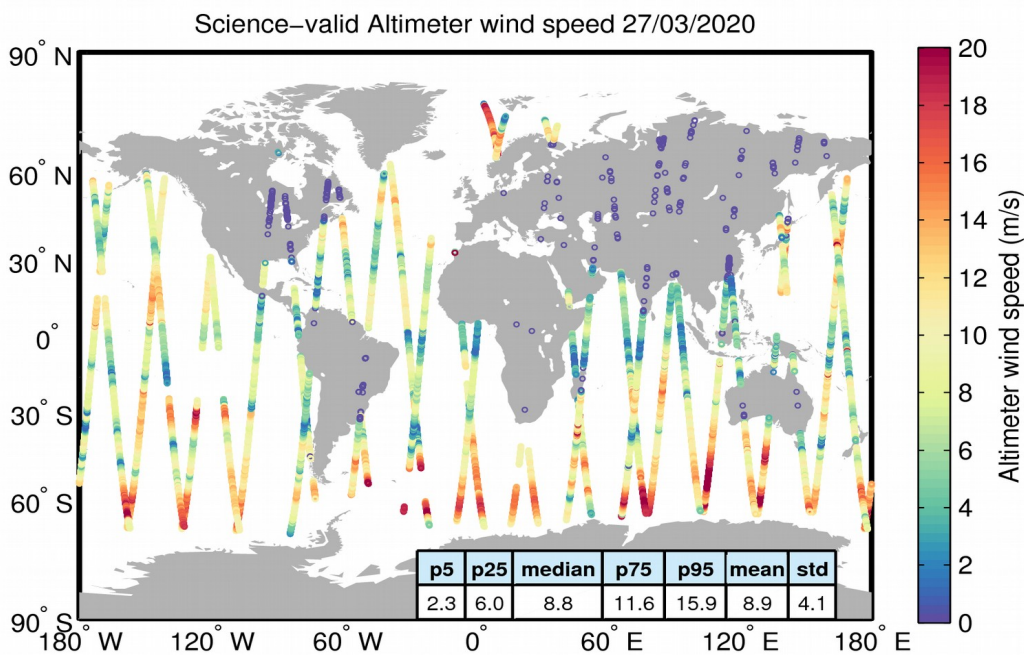 Science−valid Altimeter wind speed 27/03/2020
90° N
60° N
30° N
0°
30° S
60° S
90° S
180° W
120° W
60° W
0°
60° E
120° E
180° E
p5 p25 median p75 p95 mean std
2.3 6.0 8.8 11.6 15.9 8.9 4.1
20
18
16
14
12
10
8
6
4
2
0
Altimeter wind speed (m/s)